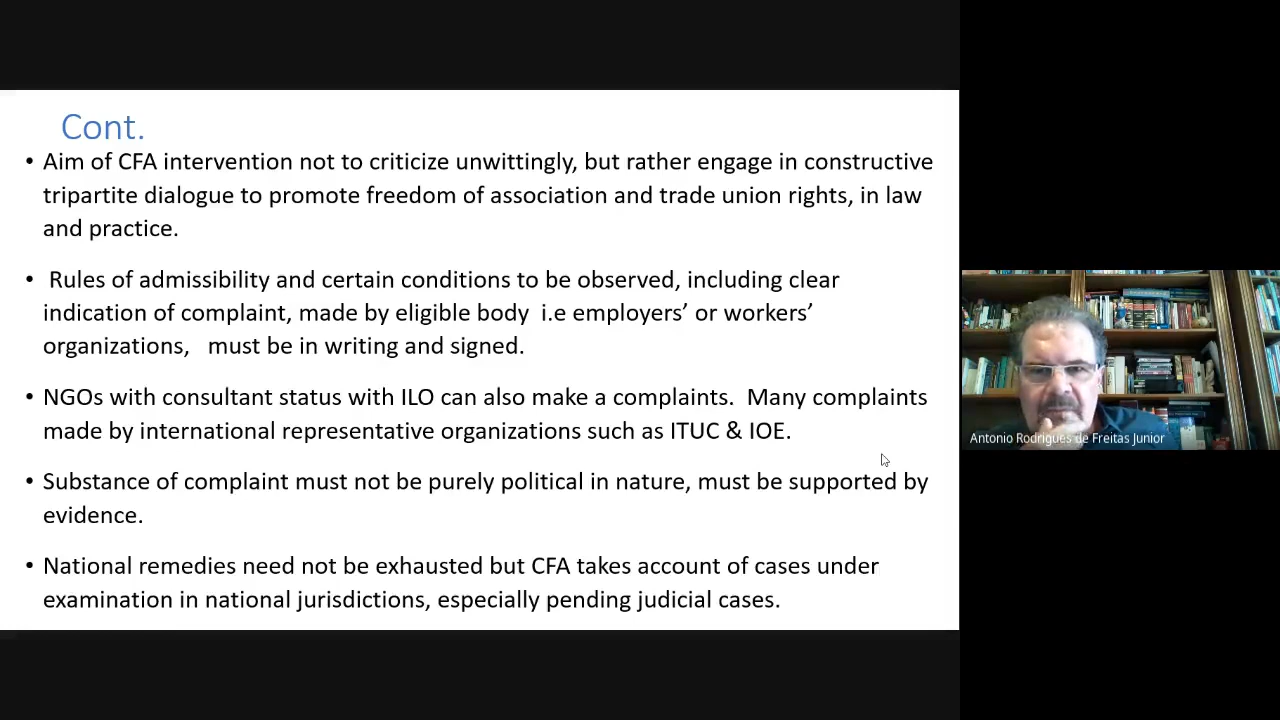 Cont.
• Aim of CFA intervention not to criticize unwittingly, but rather engage in constructive
tripartite dialogue to promote freedom of association and trade union rights, in law
and practice.
• Rules of admissibility and certain conditions to be observed, including clear
indication of complaint, made by eligible body i.e employers’ or workers’
organizations, must be in writing and signed.
• NGOs with consultant status with ILO can also make a complaints. Many complaints
made by international representative organizations such as ITUC & IOE.
• Substance of complaint must not be purely political in nature, must be supported by
evidence.
• National remedies need not be exhausted but CFA takes account of cases under
examination in national jurisdictions, especially pending judicial cases.
Antonio Rodrigues de Freitas Junior